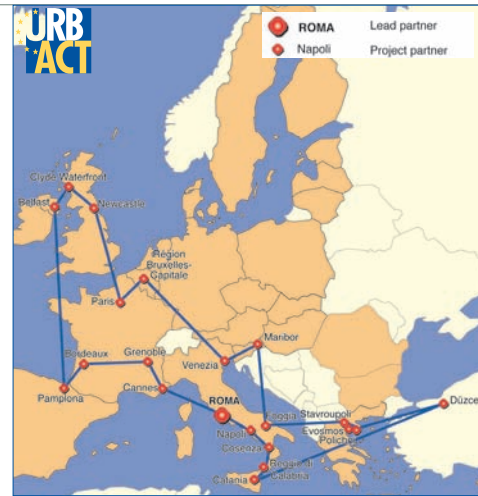 URB
ACT
ROMA Lead partner
Napoli Project partner
Clyde Waterfront
Belfast
Newcastle
Région
Bruxelles-
Capitale
Paris
Maribor
Bordeaux
Grenoble
Venezia
Pamplona
Cannes
Düzce
ROMA
Foggia
Stavroupoli
Napoli
Evosmos
Polichni
Cosenza
Reggio di
Calabria
Catania